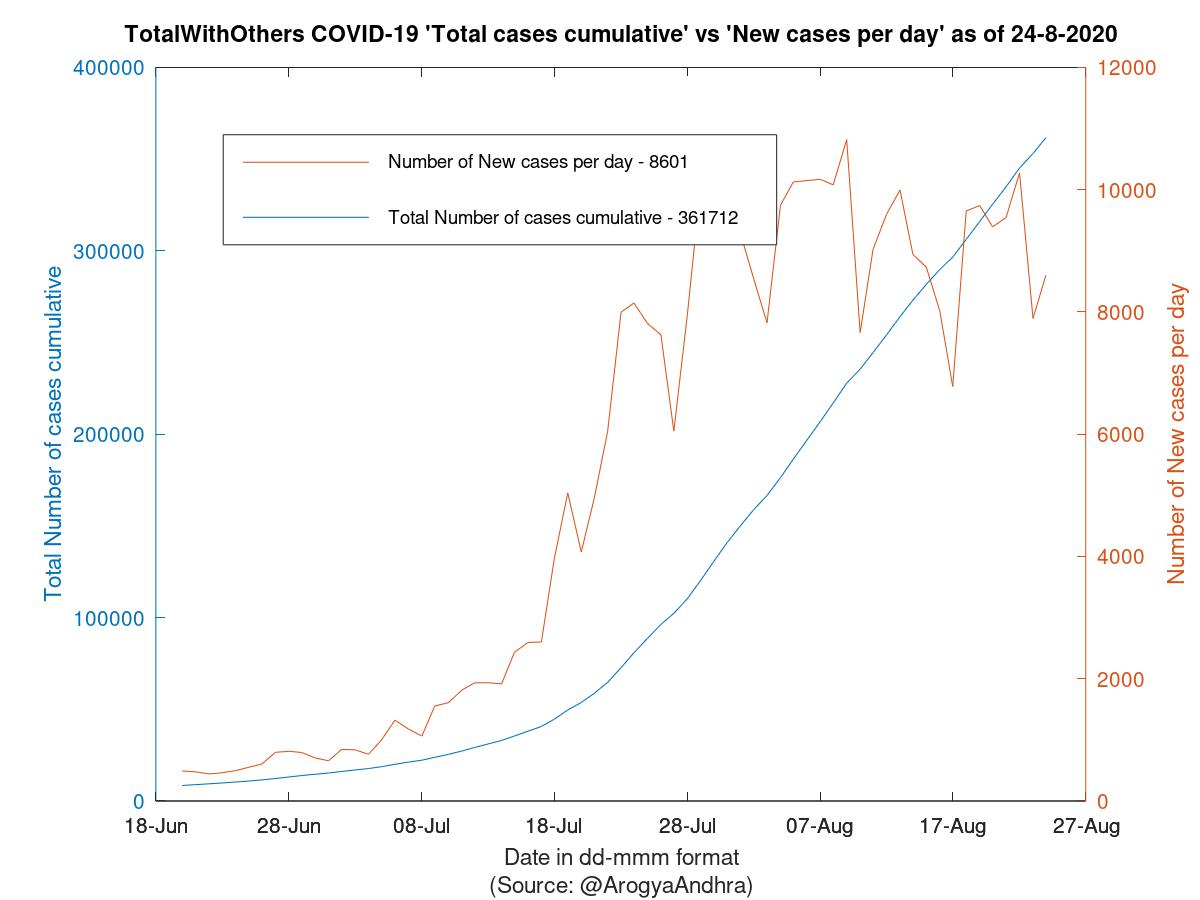 TotalWithOthers COVID-19 'Total cases cumulative' vs 'New cases per day' as of 24-8-2020
400000
300000
200000
100000
0
Total Number of cases cumulative
Number of New cases per day - 8601
Total Number of cases cumulative - 361712
12000
10000
8000
6000
4000
2000
0
Number of New cases per day
18-Jun 28-Jun 08-Jul 18-Jul 28-Jul 07-Aug 17-Aug 27-Aug
Date in dd-mmm format
(Source: @ArogyaAndhra)